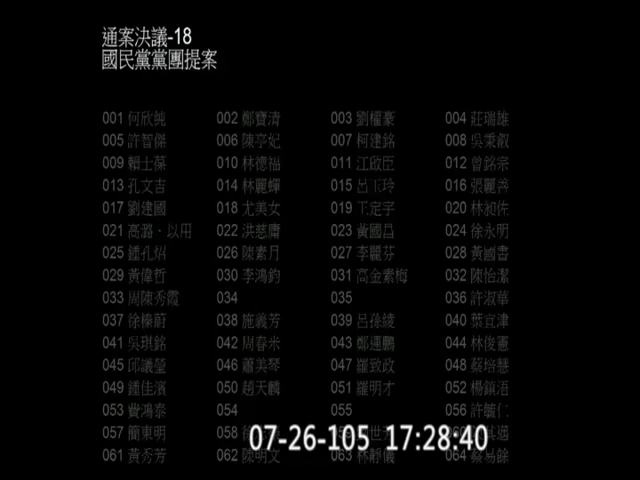 通案決議-18
國民黨黨團提案
001 何欣純 002 鄭寶清 003 劉櫂豪 004 莊瑞雄
005 許智傑 006 陳亭妃 007 柯建銘 008 吳秉叡
009 賴士葆 010 林德福 011 江啟臣 012 曾銘宗
013 孔文吉 014 林麗蟬 015 呂玉玲 016 張麗善
017 劉建國 018 尤美女 019 王定宇 020 林昶佐
021 高潞．以用 022 洪慈庸 023 黃國昌 024 徐永明
025 鍾孔炤 026 陳素月 027 李麗芬 028 黃國書
029 黃偉哲 030 李鴻鈞 031 高金素梅 032 陳怡潔
033 周陳秀霞 034 035 036 許淑華
037 徐榛蔚 038 施義芳 039 呂孫綾 040 葉宜津
041 吳琪銘 042 周春米 043 鄭運鵬 044 林俊憲
045 邱議瑩 046 蕭美琴 047 羅致政 048 蔡培慧
049 鍾佳濱 050 趙天麟 051 羅明才 052 楊鎮浯
053 費鴻泰 054 055 056 許毓仁
057 簡東明 058 徐
061 黃秀芳 062 陳明文 063 林靜儀 064 蔡易餘
07-26-105 17:28:40